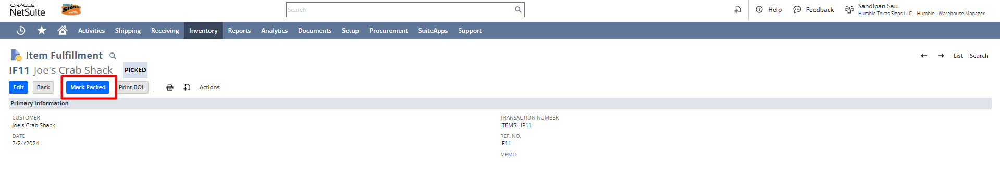 ORACLE
NetSuite
SIGNCO
Search
Help
Feedback
Sandipan Sau
Humble Texas Signs LLC - Humble - Warehouse Manager
Activities
Shipping
Receiving
Inventory
Reports
Analytics
Documents
Setup
Procurement
SuiteApps
Support
Item Fulfillment
List
Search
IF11 Joe's Crab Shack
PICKED
Edit
Back
Mark Packed
Print BOL
Actions
Primary Information
CUSTOMER
Joe's Crab Shack
DATE
7/24/2024
TRANSACTION NUMBER
ITEMSHIP11
REF. NO.
IF11
MEMO